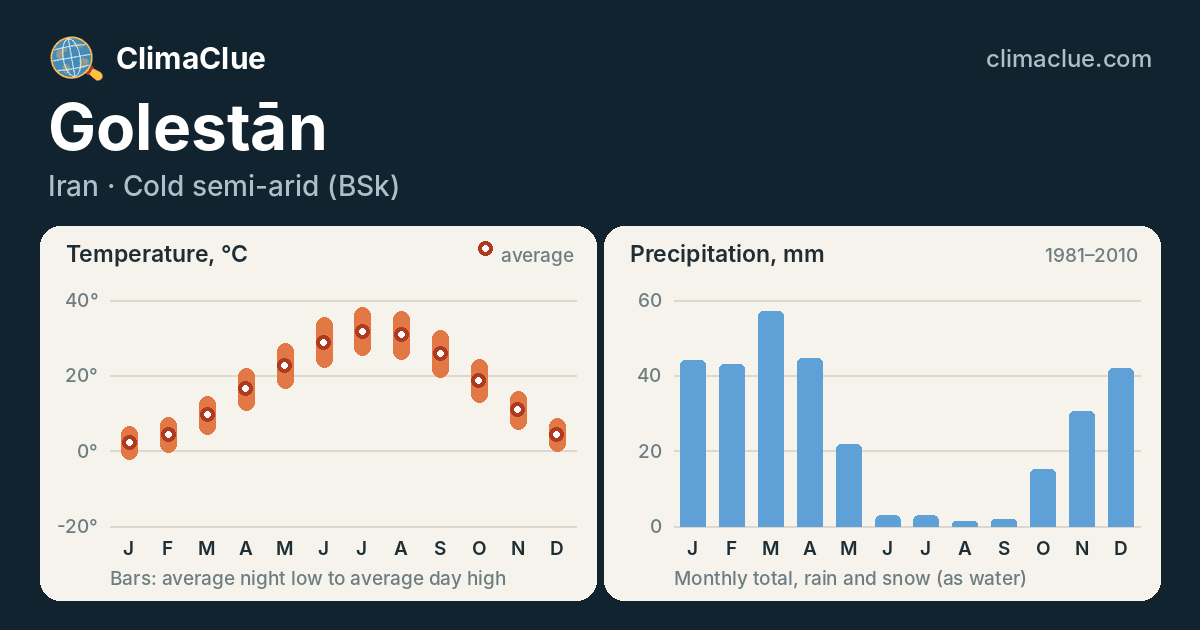 ClimaClue
climaclue.com
Golestān
Iran · Cold semi-arid (BSk)
Temperature, °C
average
40°
20°
0°
-20°
J F M A M J J A S O N D
Bars: average night low to average day high
Precipitation, mm
1981–2010
60
40
20
0
J F M A M J J A S O N D
Monthly total, rain and snow (as water)